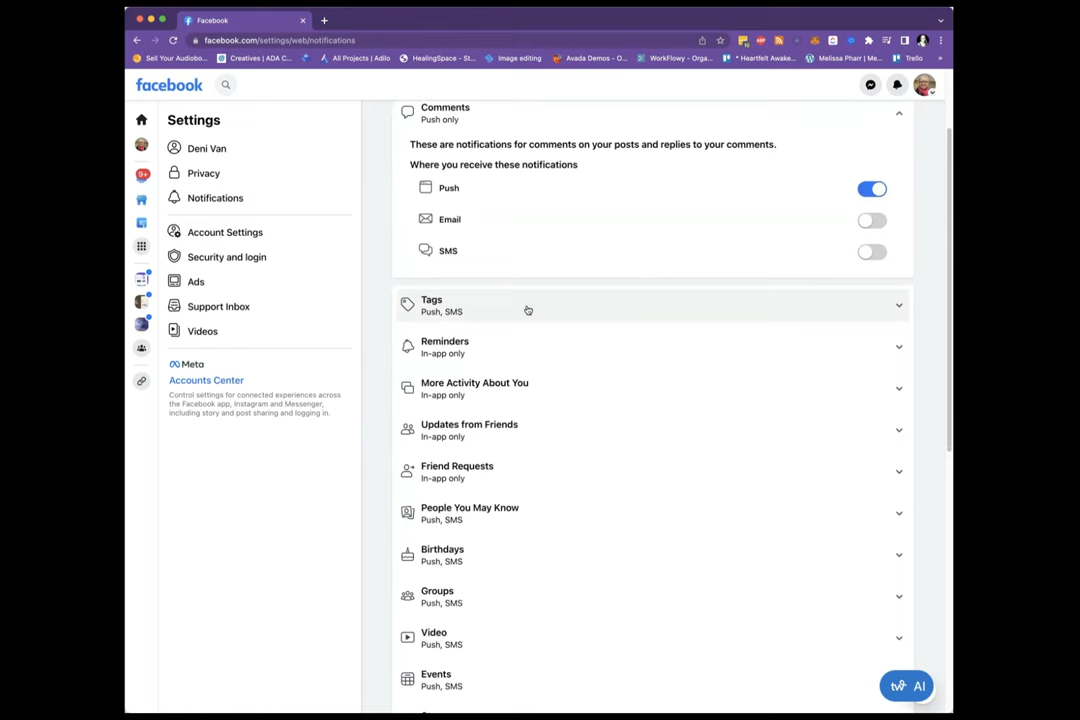 Facebook
facebook.com/settings/web/notifications
Sell Your Audiobo...
Creatives | ADA C...
All Projects | Adilo
HealingSpace - St...
Image editing
Avada Demos - O...
WorkFlowy - Orga...
* Heartfelt Awake...
Melissa Pharr | Me...
Trello
»
facebook
Settings
Deni Van
Privacy
Notifications
Account Settings
Security and login
Ads
Support Inbox
Videos
9+
Meta
Accounts Center
Control settings for connected experiences across
the Facebook app, Instagram and Messenger,
including story and post sharing and logging in.
Comments
Push only
These are notifications for comments on your posts and replies to your comments.
Where you receive these notifications
Push
Email
SMS
Tags
Push, SMS
Reminders
In-app only
More Activity About You
In-app only
Updates from Friends
In-app only
Friend Requests
In-app only
People You May Know
Push, SMS
Birthdays
Push, SMS
Groups
Push, SMS
Video
Push, SMS
Events
Push, SMS
AI